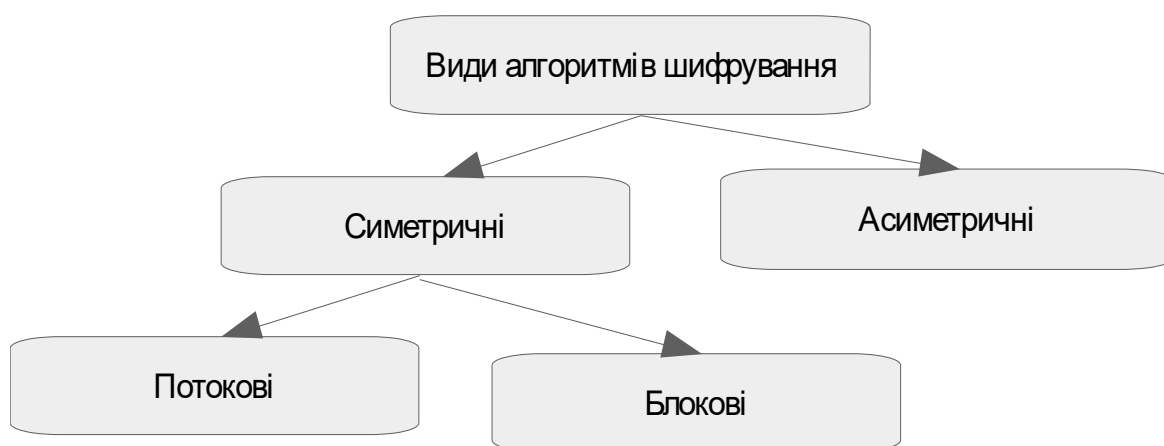 Види алгоритмів шифрування
Симетричні
Асиметричні
Потокові
Блокові